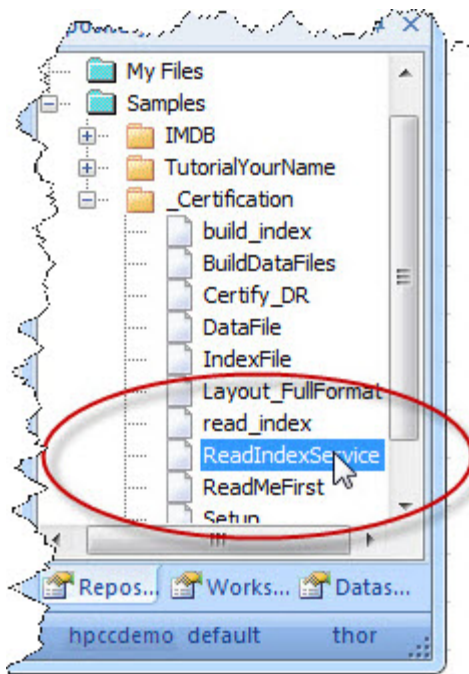 My Files
Samples
IMDB
TutorialYourName
_Certification
build_index
BuildDataFiles
Certify_DR
DataFile
IndexFile
Layout_FullFormat
read_index
ReadIndexService
ReadMeFirst
Setup
Repos... Works... Datas...
hpccdemo default thor